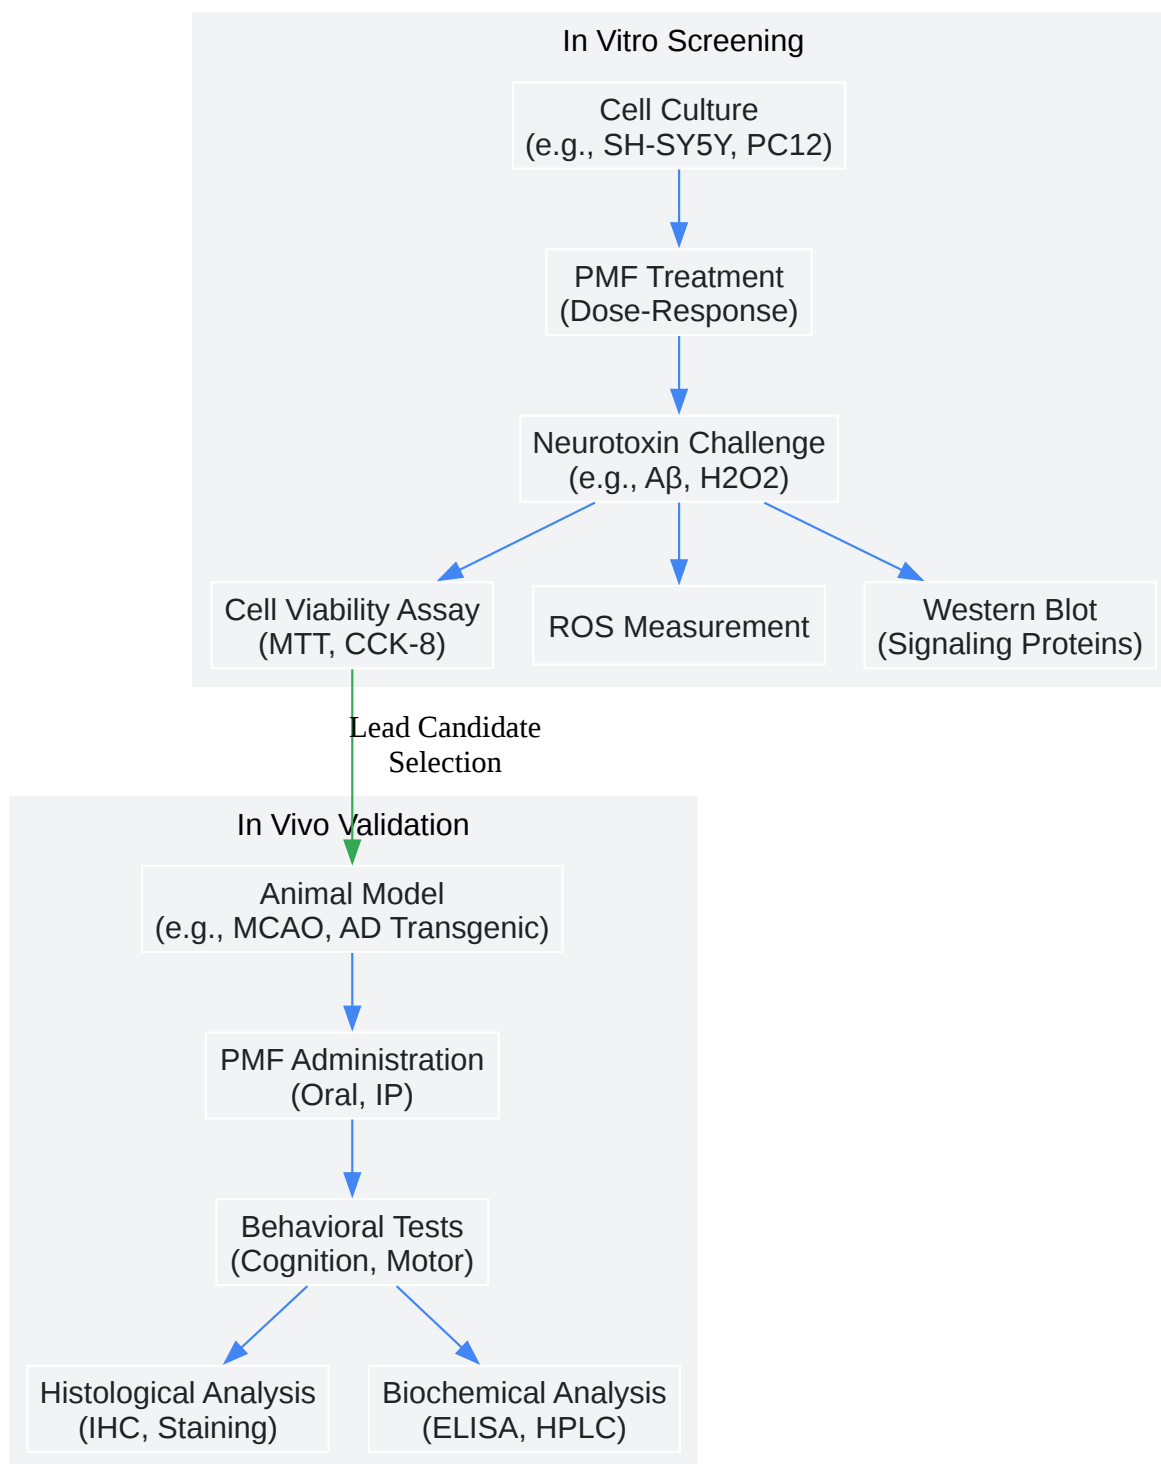 In Vitro Screening
Cell Culture
(e.g., SH-SY5Y, PC12)
PMF Treatment
(Dose-Response)
Neurotoxin Challenge
(e.g., Aβ, H2O2)
Cell Viability Assay
(MTT, CCK-8)
ROS Measurement
Western Blot
(Signaling Proteins)
Lead Candidate
Selection
In Vivo Validation
Animal Model
(e.g., MCAO, AD Transgenic)
PMF Administration
(Oral, IP)
Behavioral Tests
(Cognition, Motor)
Histological Analysis
(IHC, Staining)
Biochemical Analysis
(ELISA, HPLC)